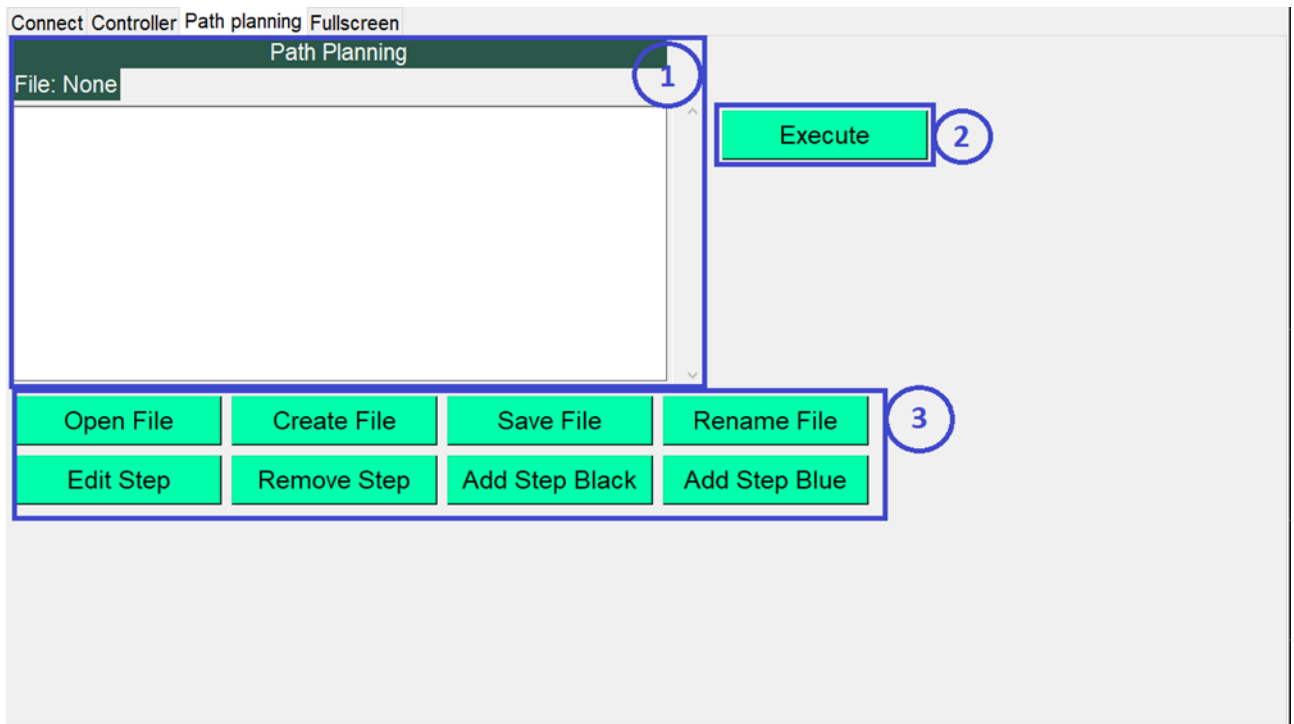 Connect Controller Path planning Fullscreen
Path Planning
File: None
1
Execute
2
Open File Create File Save File Rename File
3
Edit Step Remove Step Add Step Black Add Step Blue